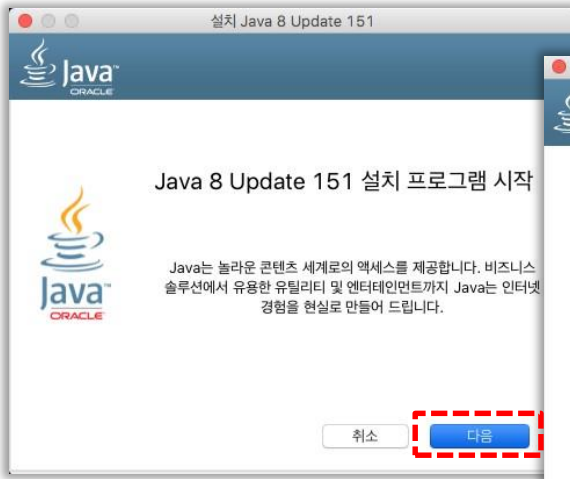 설치 Java 8 Update 151
Java™
ORACLE
Java 8 Update 151 설치 프로그램 시작
Java™
ORACLE
Java는 놀라운 콘텐츠 세계로의 액세스를 제공합니다. 비즈니스
솔루션에서 유용한 유틸리티 및 엔터테인먼트까지 Java는 인터넷
경험을 현실로 만들어 드립니다.
취소
다음